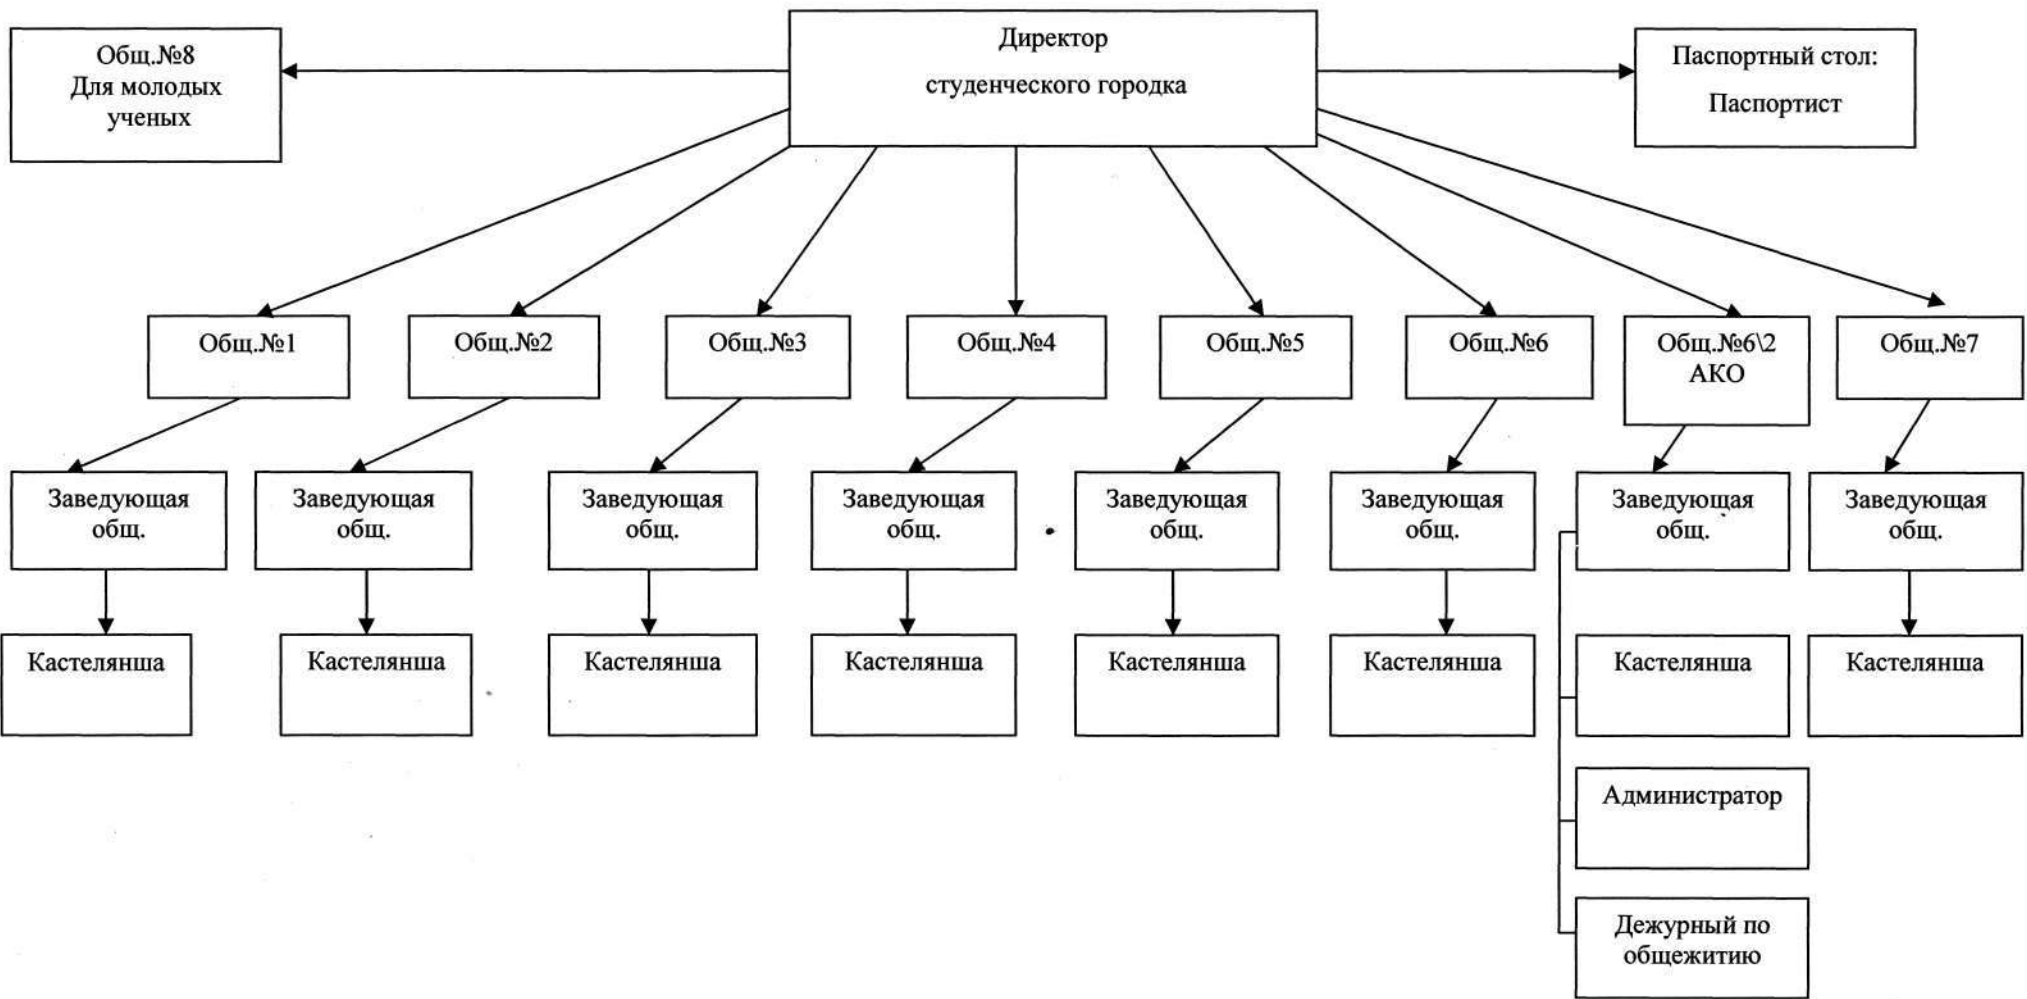 Общ.№8
Для молодых
ученых
Директор
студенческого городка
Паспортный стол:
Паспортист
Общ.№1
Общ.№2
Общ.№3
Общ.№4
Общ.№5
Общ.№6
Общ.№6\2
АКО
Общ.№7
Заведующая
общ.
Заведующая
общ.
Заведующая
общ.
Заведующая
общ.
Заведующая
общ.
Заведующая
общ.
Заведующая
общ.
Заведующая
общ.
Кастелянша
Кастелянша
Кастелянша
Кастелянша
Кастелянша
Кастелянша
Кастелянша
Кастелянша
Администратор
Дежурный по
общежитию